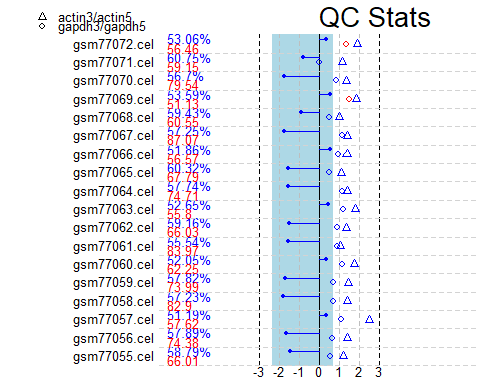 QC Stats
actin3/actin5
gapdh3/gapdh5
gsm77072.cel 53.06%
56.46
gsm77071.cel 60.75%
59.15
gsm77070.cel 56.7%
79.54
gsm77069.cel 53.59%
51.13
gsm77068.cel 59.43%
60.55
gsm77067.cel 57.25%
87.07
gsm77066.cel 51.86%
56.57
gsm77065.cel 60.32%
67.79
gsm77064.cel 57.74%
74.71
gsm77063.cel 52.65%
55.8
gsm77062.cel 59.16%
66.03
gsm77061.cel 55.54%
83.97
gsm77060.cel 52.05%
62.25
gsm77059.cel 57.82%
73.99
gsm77058.cel 57.23%
82.9
gsm77057.cel 51.19%
57.62
gsm77056.cel 57.89%
74.38
gsm77055.cel 58.79%
66.01
-3 -2 -1 0 1 2 3